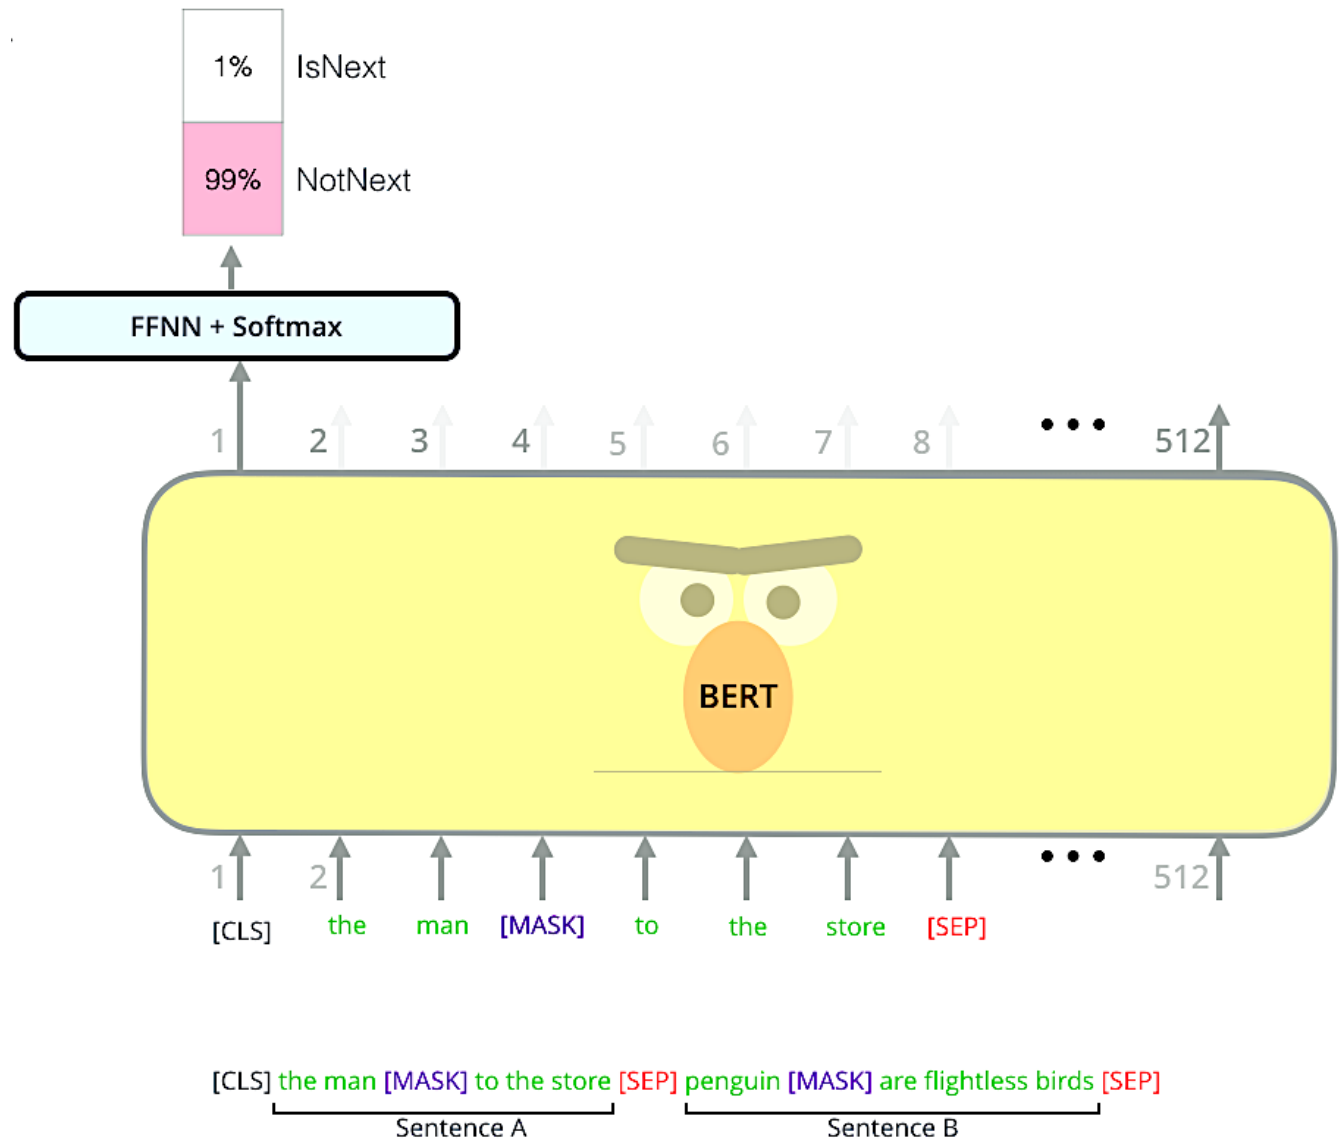 1% IsNext
99% NotNext
FFNN + Softmax
1 2 3 4 5 6 7 8 ••• 512
BERT
1 2 ••• 512
[CLS] the man [MASK] to the store [SEP]
[CLS] the man [MASK] to the store [SEP] penguin [MASK] are flightless birds [SEP]
Sentence A Sentence B